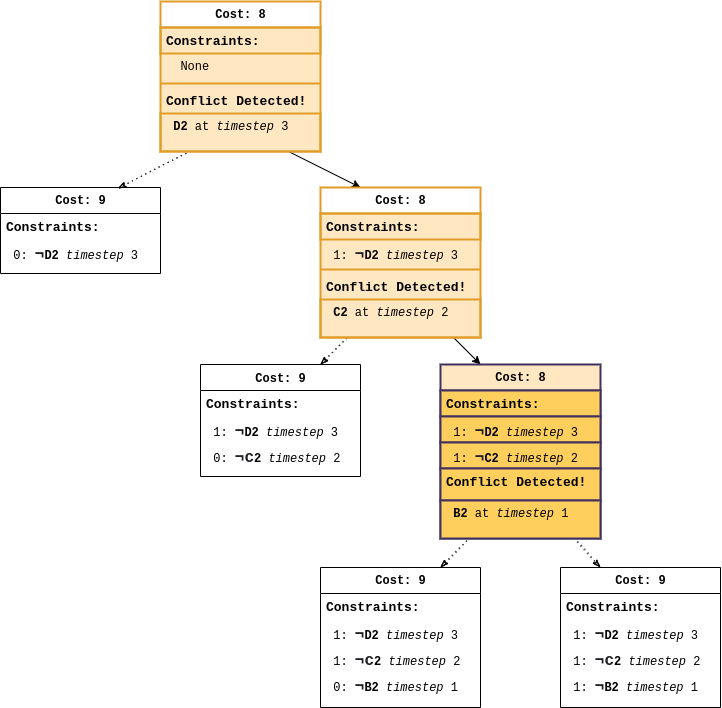 Cost: 8
Constraints:
None
Conflict Detected!
D2 at timestep 3
Cost: 9
Constraints:
0: ¬D2 timestep 3
Cost: 8
Constraints:
1: ¬D2 timestep 3
Conflict Detected!
C2 at timestep 2
Cost: 9
Constraints:
1: ¬D2 timestep 3
0: ¬C2 timestep 2
Cost: 8
Constraints:
1: ¬D2 timestep 3
1: ¬C2 timestep 2
Conflict Detected!
B2 at timestep 1
Cost: 9
Constraints:
1: ¬D2 timestep 3
1: ¬C2 timestep 2
0: ¬B2 timestep 1
Cost: 9
Constraints:
1: ¬D2 timestep 3
1: ¬C2 timestep 2
1: ¬B2 timestep 1